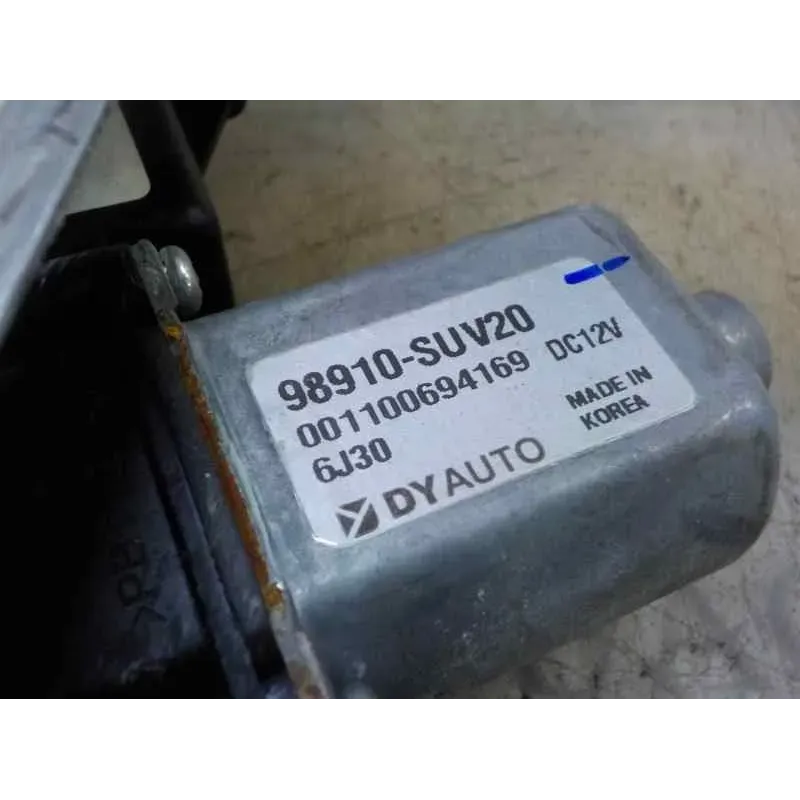 98910-SUV20
001100694169 DC12V
6J30
MADE IN
KOREA
DYAUTO